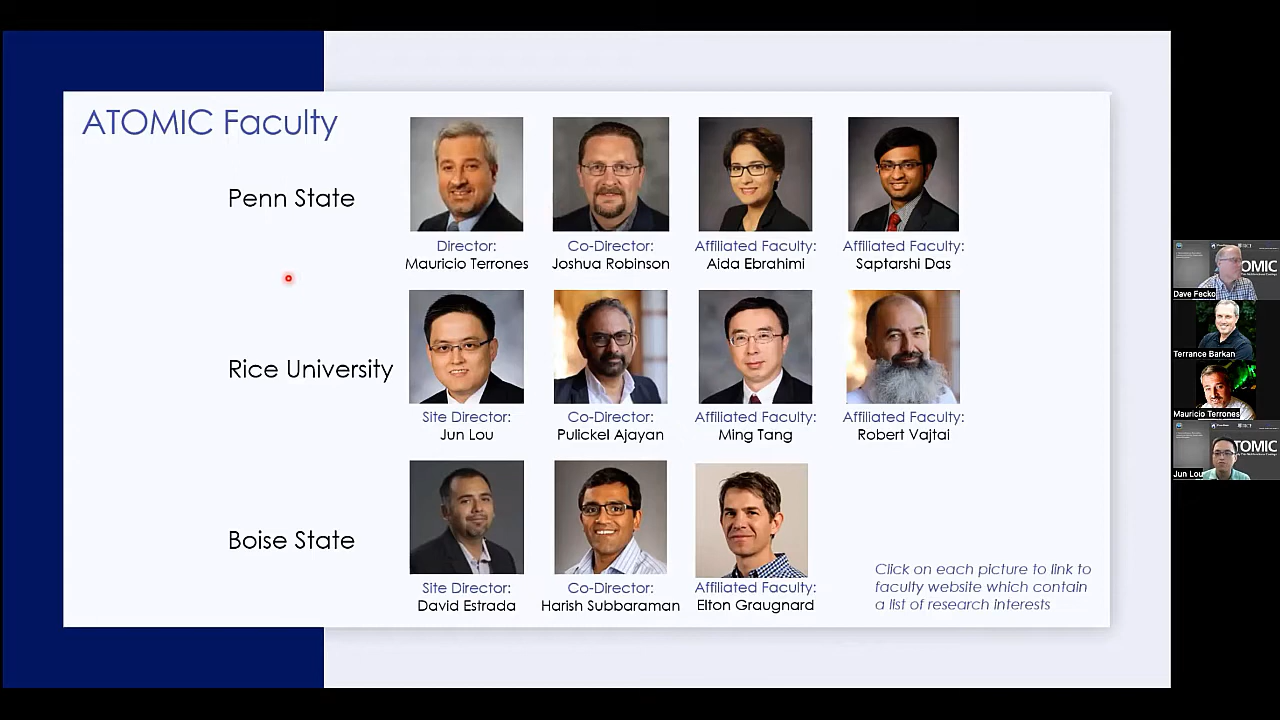 ATOMIC Faculty
Penn State
Director:
Mauricio Terrones
Co-Director:
Joshua Robinson
Affiliated Faculty:
Aida Ebrahimi
Affiliated Faculty:
Saptarshi Das
Rice University
Site Director:
Jun Lou
Co-Director:
Pulickel Ajayan
Affiliated Faculty:
Ming Tang
Affiliated Faculty:
Robert Vajtai
Boise State
Site Director:
David Estrada
Co-Director:
Harish Subbaraman
Affiliated Faculty:
Elton Graugnard
Click on each picture to link to
faculty website which contain
a list of research interests
Dave Fecko
Terrance Barkan
Mauricio Terrones
Jun Lou